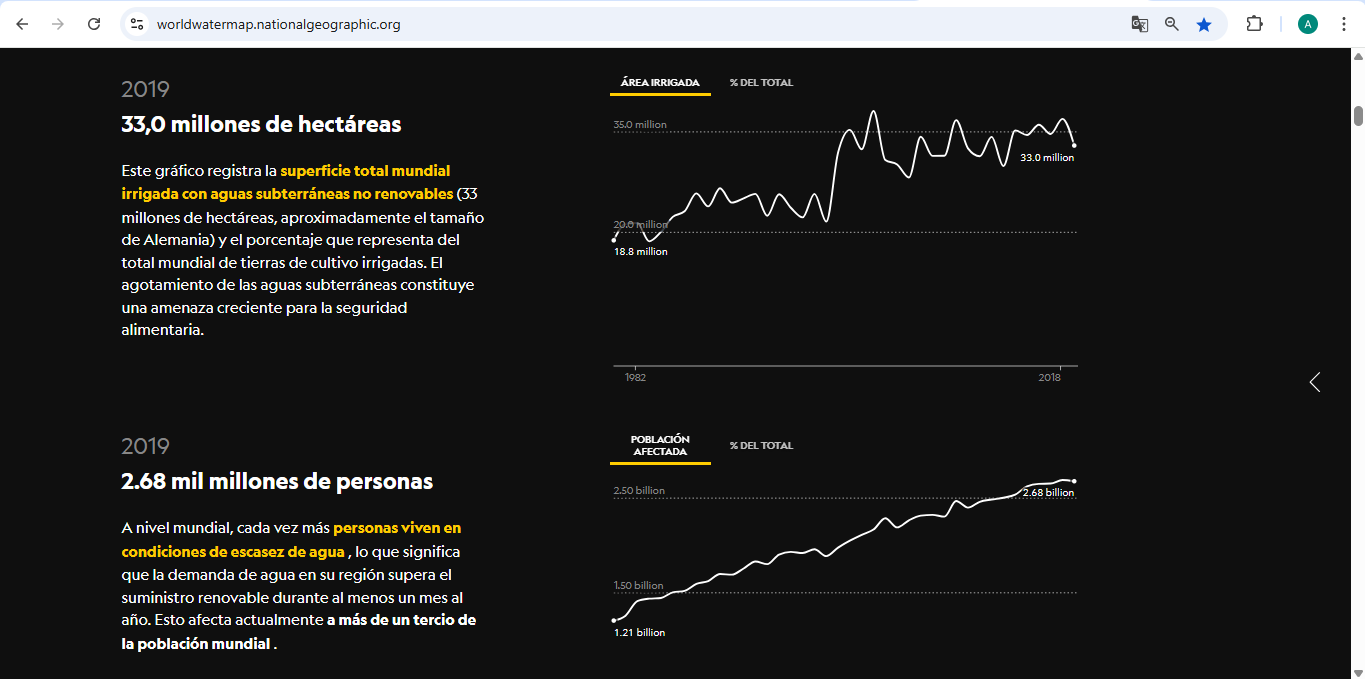 worldwatermap.nationalgeographic.org
A
2019
33,0 millones de hectáreas
Este gráfico registra la superficie total mundial
irrigada con aguas subterráneas no renovables (33
millones de hectáreas, aproximadamente el tamaño
de Alemania) y el porcentaje que representa del
total mundial de tierras de cultivo irrigadas. El
agotamiento de las aguas subterráneas constituye
una amenaza creciente para la seguridad
alimentaria.
ÁREA IRRIGADA
% DEL TOTAL
35.0 million
33.0 million
20.0 million
18.8 million
1982
2018
2019
2.68 mil millones de personas
A nivel mundial, cada vez más personas viven en
condiciones de escasez de agua , lo que significa
que la demanda de agua en su región supera el
suministro renovable durante al menos un mes al
año. Esto afecta actualmente a más de un tercio de
la población mundial .
POBLACIÓN
AFECTADA
% DEL TOTAL
2.50 billion
2.68 billion
1.50 billion
1.21 billion